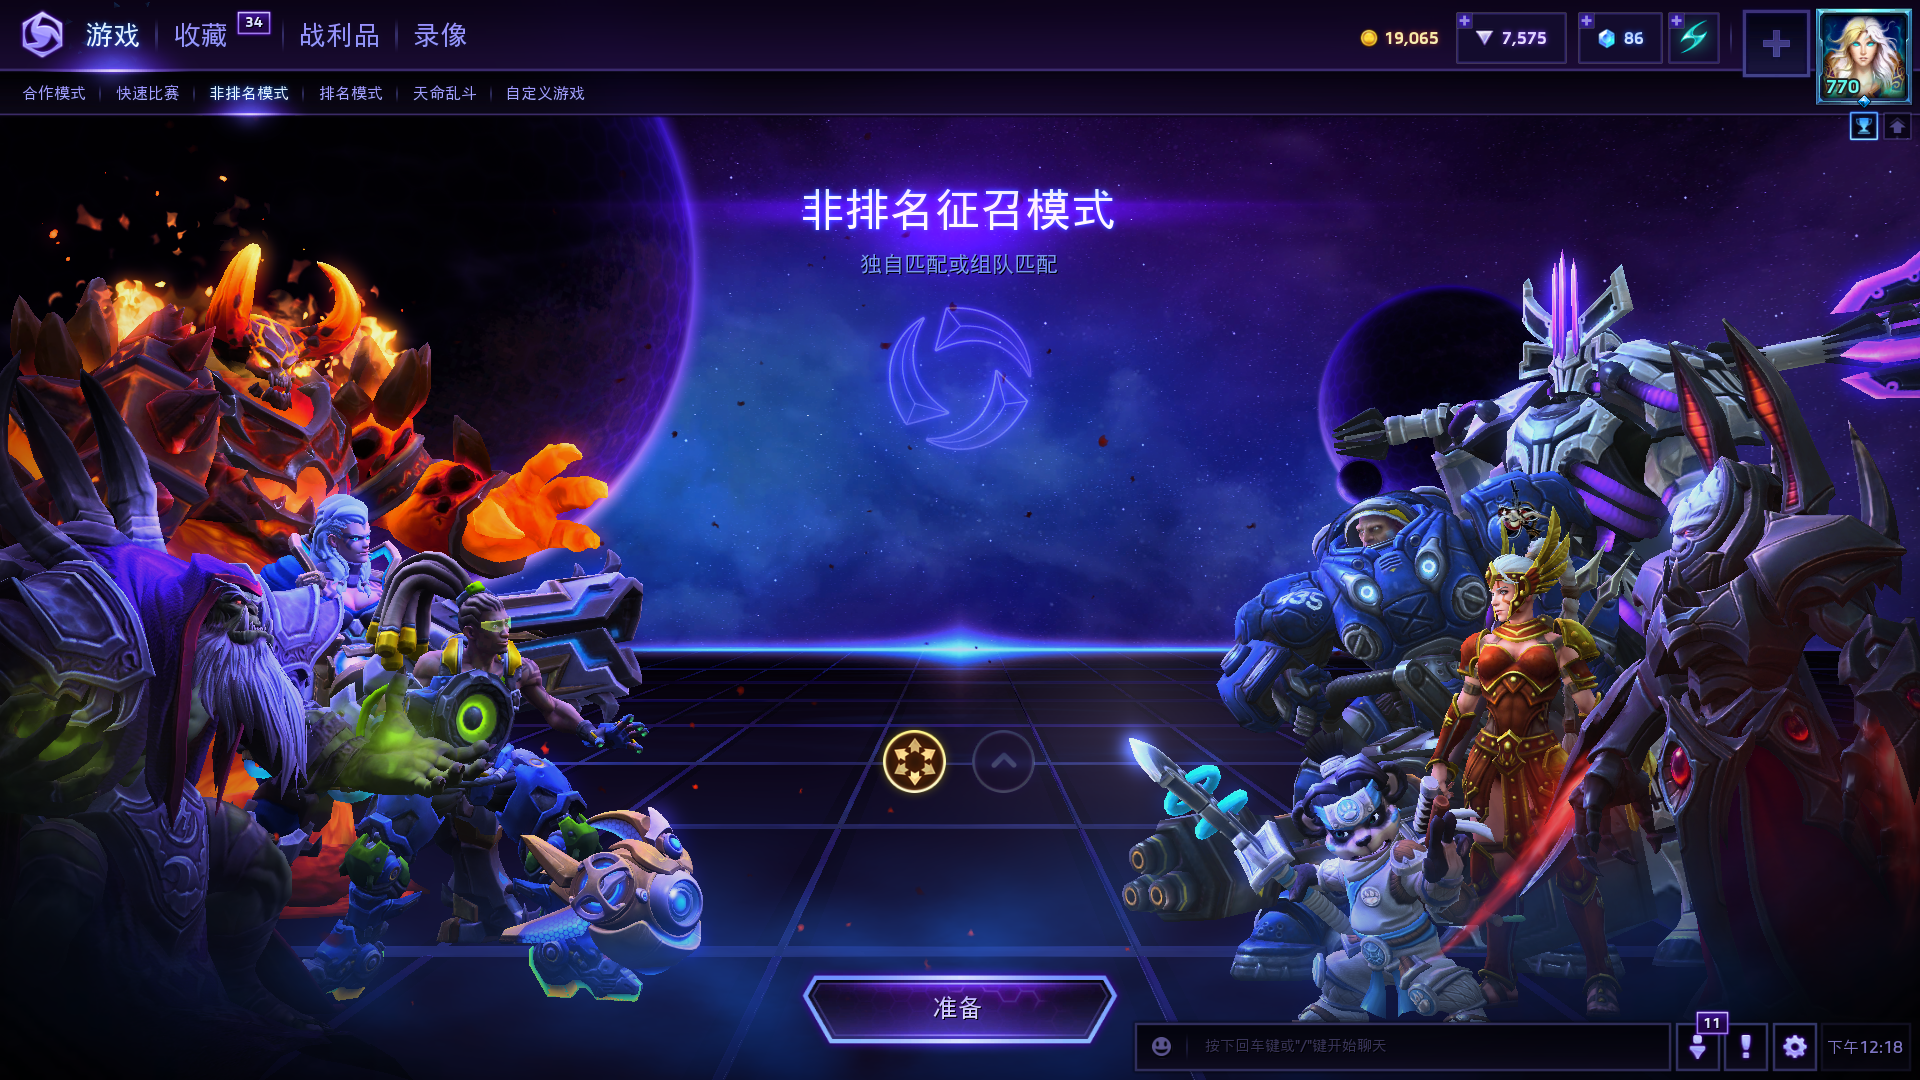 游戏
收藏
34
战利品
录像
19,065
7,575
86
770
合作模式
快速比赛
非排名模式
排名模式
天命乱斗
自定义游戏
非排名征召模式
独自匹配或组队匹配
435
准备
按下回车键或"/"键开始聊天
11
下午12:18